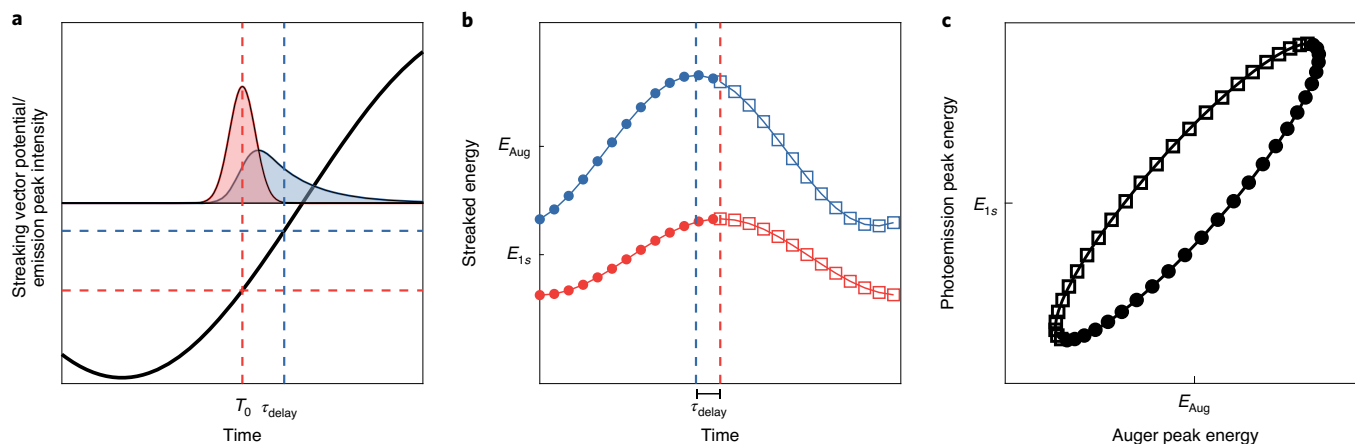 a
Streaking vector potential/
emission peak intensity
T0 τdelay
Time
b
Streaked energy
EAug
E1s
τdelay
Time
c
Photoemission peak energy
E1s
EAug
Auger peak energy